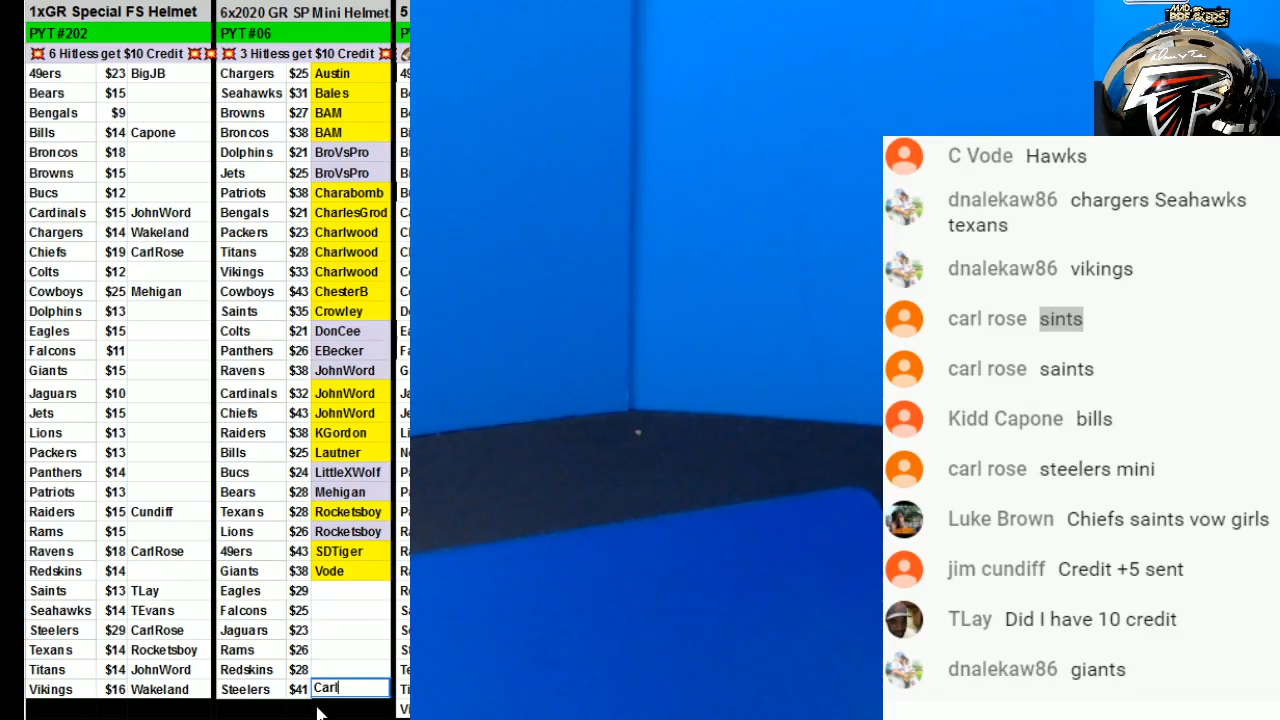 1xGR Special FS Helmet
PYT #202
💥 6 Hitless get $10 Credit 💥💥
49ers $23 BigJB
Bears $15
Bengals $9
Bills $14 Capone
Broncos $18
Browns $15
Bucs $12
Cardinals $15 JohnWord
Chargers $14 Wakeland
Chiefs $19 CarlRose
Colts $12
Cowboys $25 Mehigan
Dolphins $13
Eagles $15
Falcons $11
Giants $15
Jaguars $10
Jets $15
Lions $13
Packers $13
Panthers $14
Patriots $13
Raiders $15 Cundiff
Rams $15
Ravens $18 CarlRose
Redskins $14
Saints $13 TLay
Seahawks $14 TEvans
Steelers $29 CarlRose
Texans $14 Rocketsboy
Titans $14 JohnWord
Vikings $16 Wakeland
6x2020 GR SP Mini Helmet
PYT #06
💥 3 Hitless get $10 Credit 💥
Chargers $25 Austin
Seahawks $31 Bales
Browns $27 BAM
Broncos $38 BAM
Dolphins $21 BroVsPro
Jets $25 BroVsPro
Patriots $38 Charabomb
Bengals $21 CharlesGrod
Packers $23 Charlwood
Titans $28 Charlwood
Vikings $33 Charlwood
Cowboys $43 ChesterB
Saints $35 Crowley
Colts $21 DonCee
Panthers $26 EBecker
Ravens $38 JohnWord
Cardinals $32 JohnWord
Chiefs $43 JohnWord
Raiders $38 KGordon
Bills $25 Lautner
Bucs $24 LittleXWolf
Bears $28 Mehigan
Texans $28 Rocketsboy
Lions $26 Rocketsboy
49ers $43 SDTiger
Giants $38 Vode
Eagles $29
Falcons $25
Jaguars $23
Rams $26
Redskins $28
Steelers $41 Carl
5
C Vode Hawks
dnalekaw86 chargers Seahawks
texans
dnalekaw86 vikings
carl rose sints
carl rose saints
Kidd Capone bills
carl rose steelers mini
Luke Brown Chiefs saints vow girls
jim cundiff Credit +5 sent
TLay Did I have 10 credit
dnalekaw86 giants